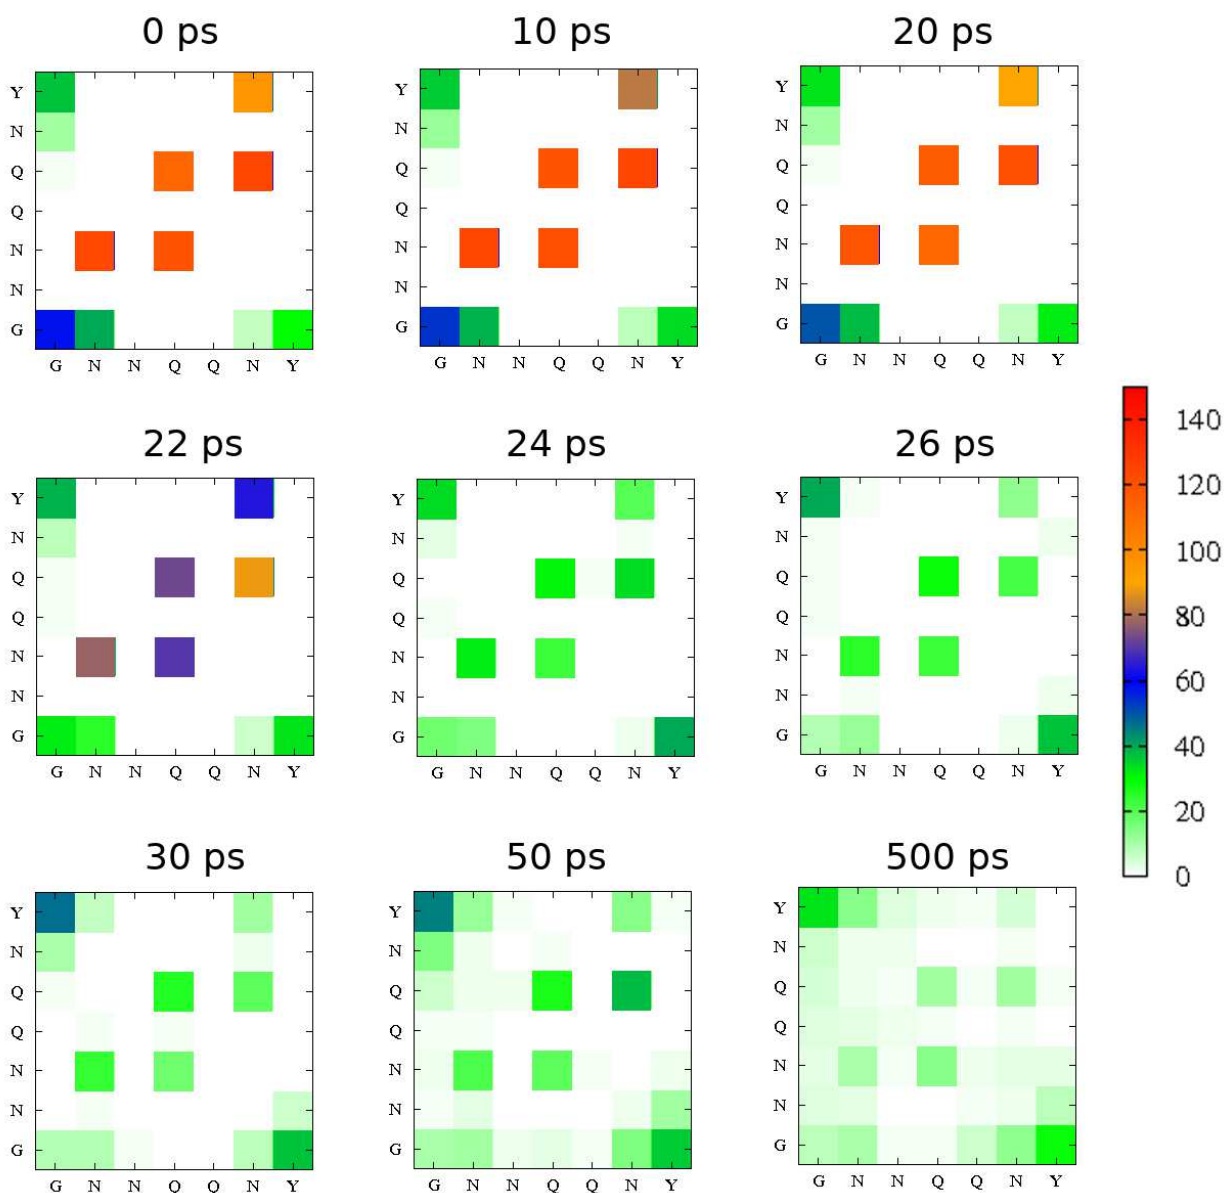 0 ps 10 ps 20 ps
Y Y Y
N N N
Q Q Q
Q Q Q
N N N
N N N
G G G
G N N Q Q N Y G N N Q Q N Y G N N Q Q N Y
22 ps 24 ps 26 ps
Y Y Y
N N N
Q Q Q
Q Q Q
N N N
N N N
G G G
G N N Q Q N Y G N N Q Q N Y G N N Q Q N Y
140
120
100
80
60
40
20
0
30 ps 50 ps 500 ps
Y Y Y
N N N
Q Q Q
Q Q Q
N N N
N N N
G G G
G N N Q Q N Y G N N Q Q N Y G N N Q Q N Y